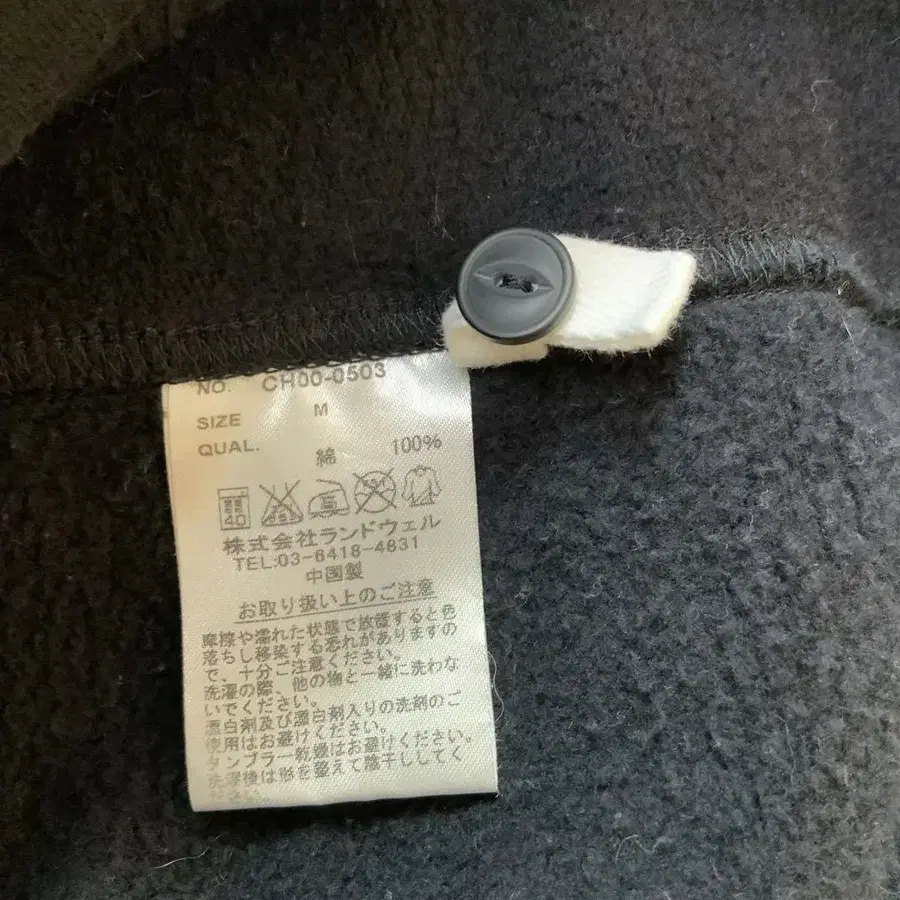 NO. CH00-0503
SIZE M
QUAL. 綿 100%
40
株式会社ランドウェル
TEL:03-6418-4831
中国製
お取り扱い上のご注意
摩擦や濡れた状態で放置すると色
落ちし移染する恐れがありますの
で、十分ご注意ください。
洗濯の際、他の物と一緒に洗わな
いでください。
漂白剤及び漂白剤入りの洗剤のご
使用はお避けください。
タンブラー乾燥はお避けください。
洗濯後は形を整えて陰干ししてく
ださい。